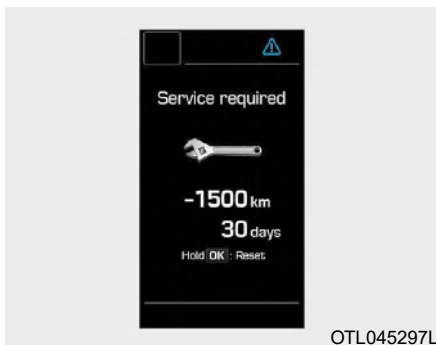 Service required
-1500 km
30 days
Hold OK : Reset
OTL045297L